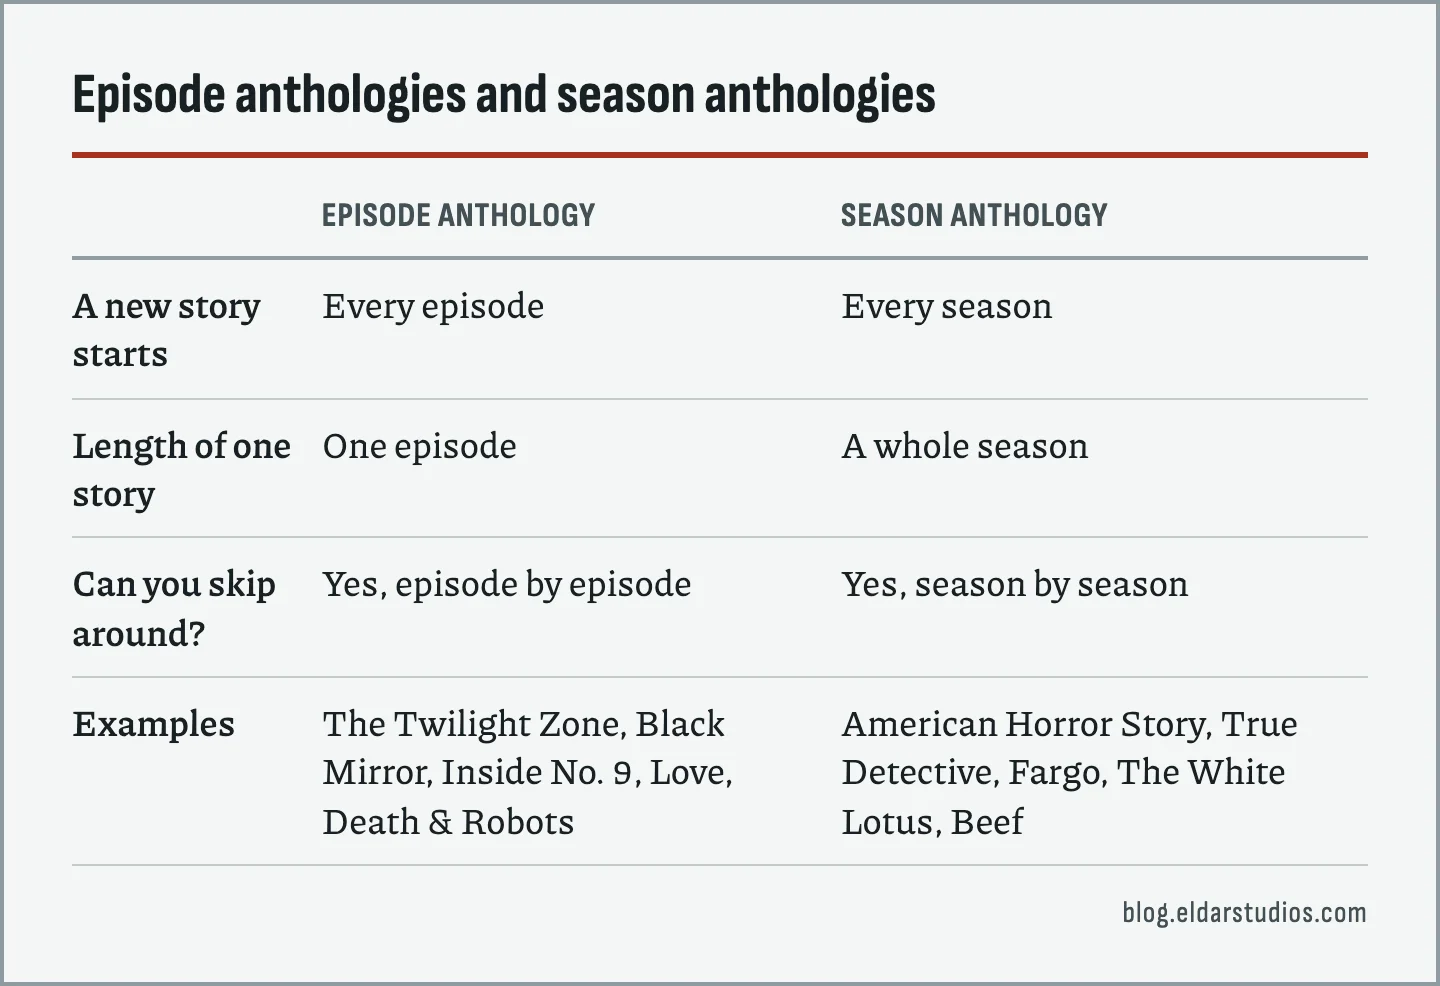 Episode anthologies and season anthologies
EPISODE ANTHOLOGY SEASON ANTHOLOGY
A new story Every episode Every season
starts
Length of one One episode A whole season
story
Can you skip Yes, episode by episode Yes, season by season
around?
Examples The Twilight Zone, Black American Horror Story, True
Mirror, Inside No. 9, Love, Detective, Fargo, The White
Death & Robots Lotus, Beef
blog.eldarstudios.com